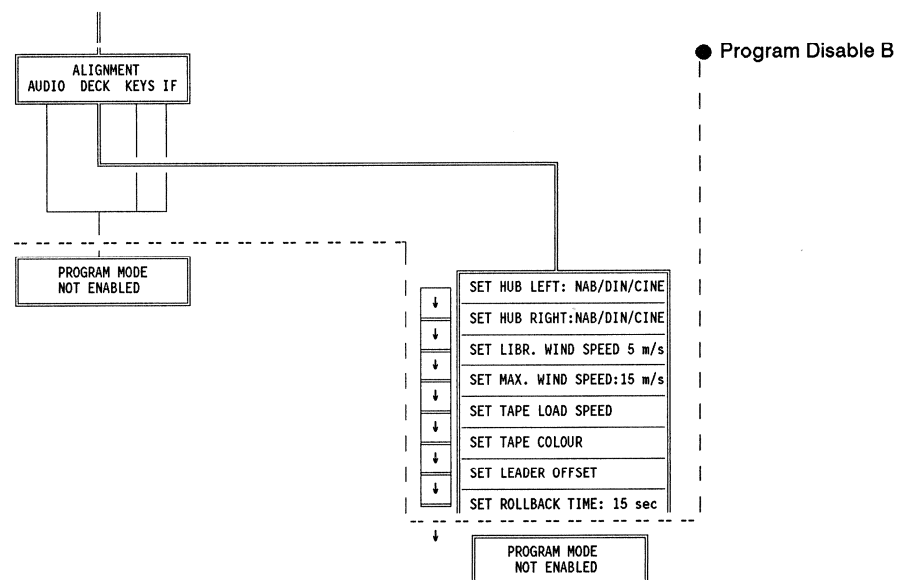 ● Program Disable B
ALIGNMENT
AUDIO DECK KEYS IF
PROGRAM MODE
NOT ENABLED
SET HUB LEFT: NAB/DIN/CINE
↓
SET HUB RIGHT:NAB/DIN/CINE
↓
SET LIBR. WIND SPEED 5 m/s
↓
SET MAX. WIND SPEED:15 m/s
↓
SET TAPE LOAD SPEED
↓
SET TAPE COLOUR
↓
SET LEADER OFFSET
↓
SET ROLLBACK TIME: 15 sec
↓
PROGRAM MODE
NOT ENABLED